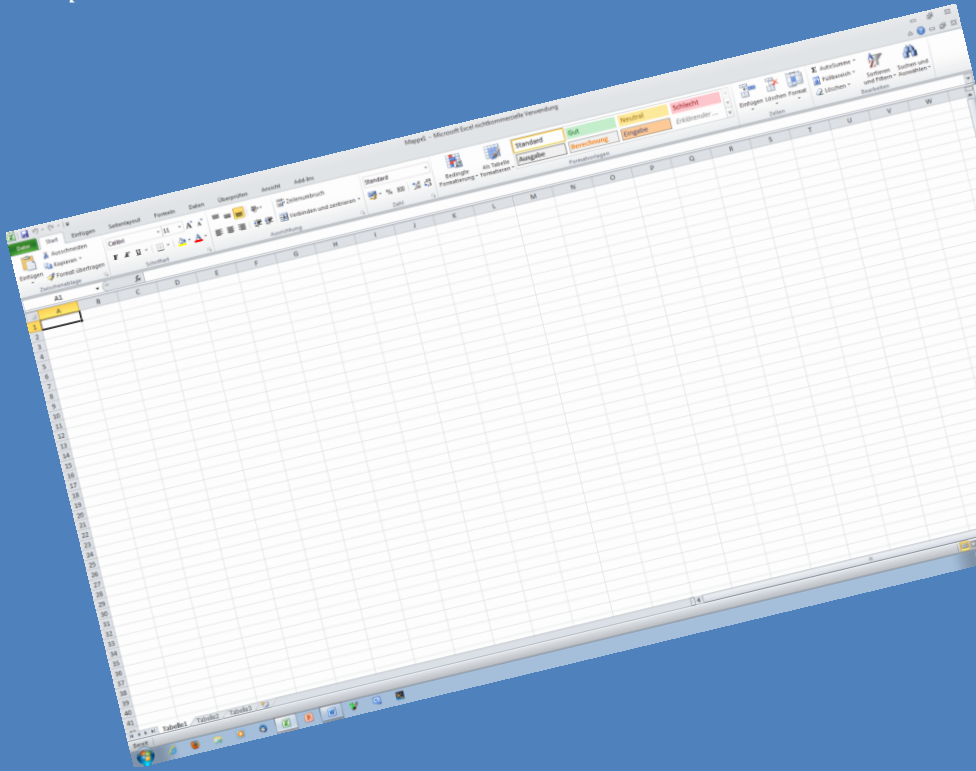 Mappe1 - Microsoft Excel nichtkommerzielle Verwendung
Datei Start Einfügen Seitenlayout Formeln Daten Überprüfen Ansicht Add-Ins
Einfügen
Ausschneiden
Kopieren
Format übertragen
Zwischenablage
Calibri 11
F K U
Schriftart
Zeilenumbruch
Verbinden und zentrieren
Ausrichtung
Standard
% 000
Zahl
Bedingte Formatierung
Als Tabelle formatieren
Standard Gut Neutral Schlecht
Ausgabe Berechnung Eingabe Erklärender ...
Formatvorlagen
Einfügen Löschen Format
Zellen
Σ AutoSumme
Füllbereich
Löschen
Sortieren und Filtern
Suchen und Auswählen
Bearbeiten
A1 fx
A B C D E F G H I J K L M N O P Q R S T U V W
1
2
3
4
5
6
7
8
9
10
11
12
13
14
15
16
17
18
19
20
21
22
23
24
25
26
27
28
29
30
31
32
33
34
35
36
37
38
39
40
41
Tabelle1 Tabelle2 Tabelle3
Bereit